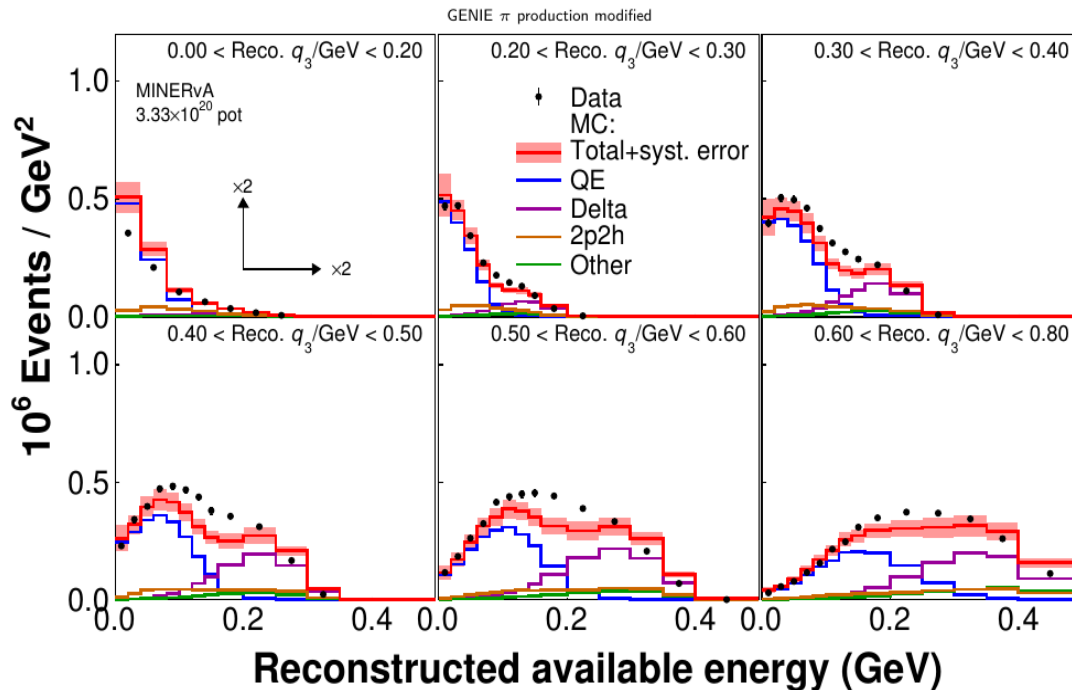 GENIE π production modified
0.00 < Reco. q3/GeV < 0.20
0.20 < Reco. q3/GeV < 0.30
0.30 < Reco. q3/GeV < 0.40
1.0
MINERvA
3.33×10^20 pot
Data
MC:
Total+syst. error
QE
Delta
2p2h
Other
×2
×2
0.5
0.0
0.40 < Reco. q3/GeV < 0.50
0.50 < Reco. q3/GeV < 0.60
0.60 < Reco. q3/GeV < 0.80
1.0
0.5
0.0
0.0 0.2 0.4 0.0 0.2 0.4 0.0 0.2 0.4
10^6 Events / GeV^2
Reconstructed available energy (GeV)